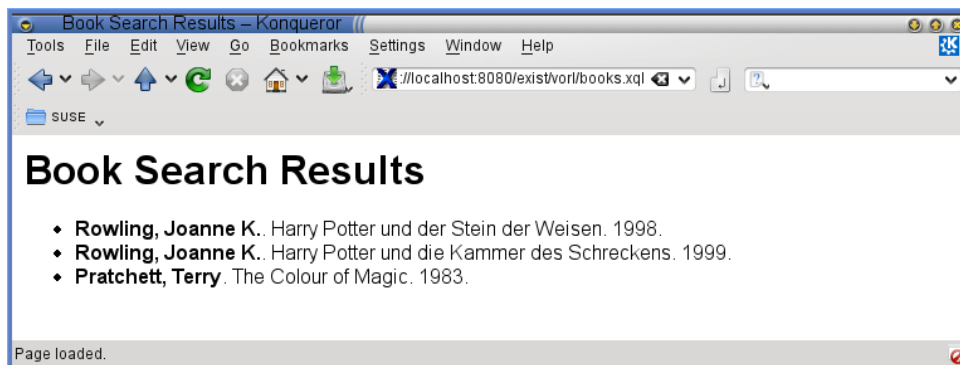 Book Search Results – Konqueror
Tools File Edit View Go Bookmarks Settings Window Help
://localhost:8080/exist/vorl/books.xql
SUSE
Book Search Results
Rowling, Joanne K.. Harry Potter und der Stein der Weisen. 1998.
Rowling, Joanne K.. Harry Potter und die Kammer des Schreckens. 1999.
Pratchett, Terry. The Colour of Magic. 1983.
Page loaded.